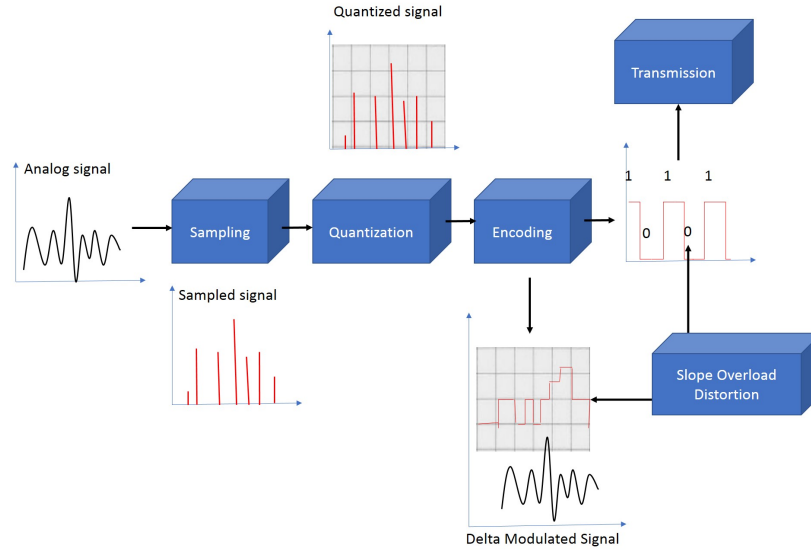 Quantized signal
Transmission
Analog signal
1 1 1
Sampling
Quantization
Encoding
0 0
Sampled signal
Slope Overload
Distortion
Delta Modulated Signal